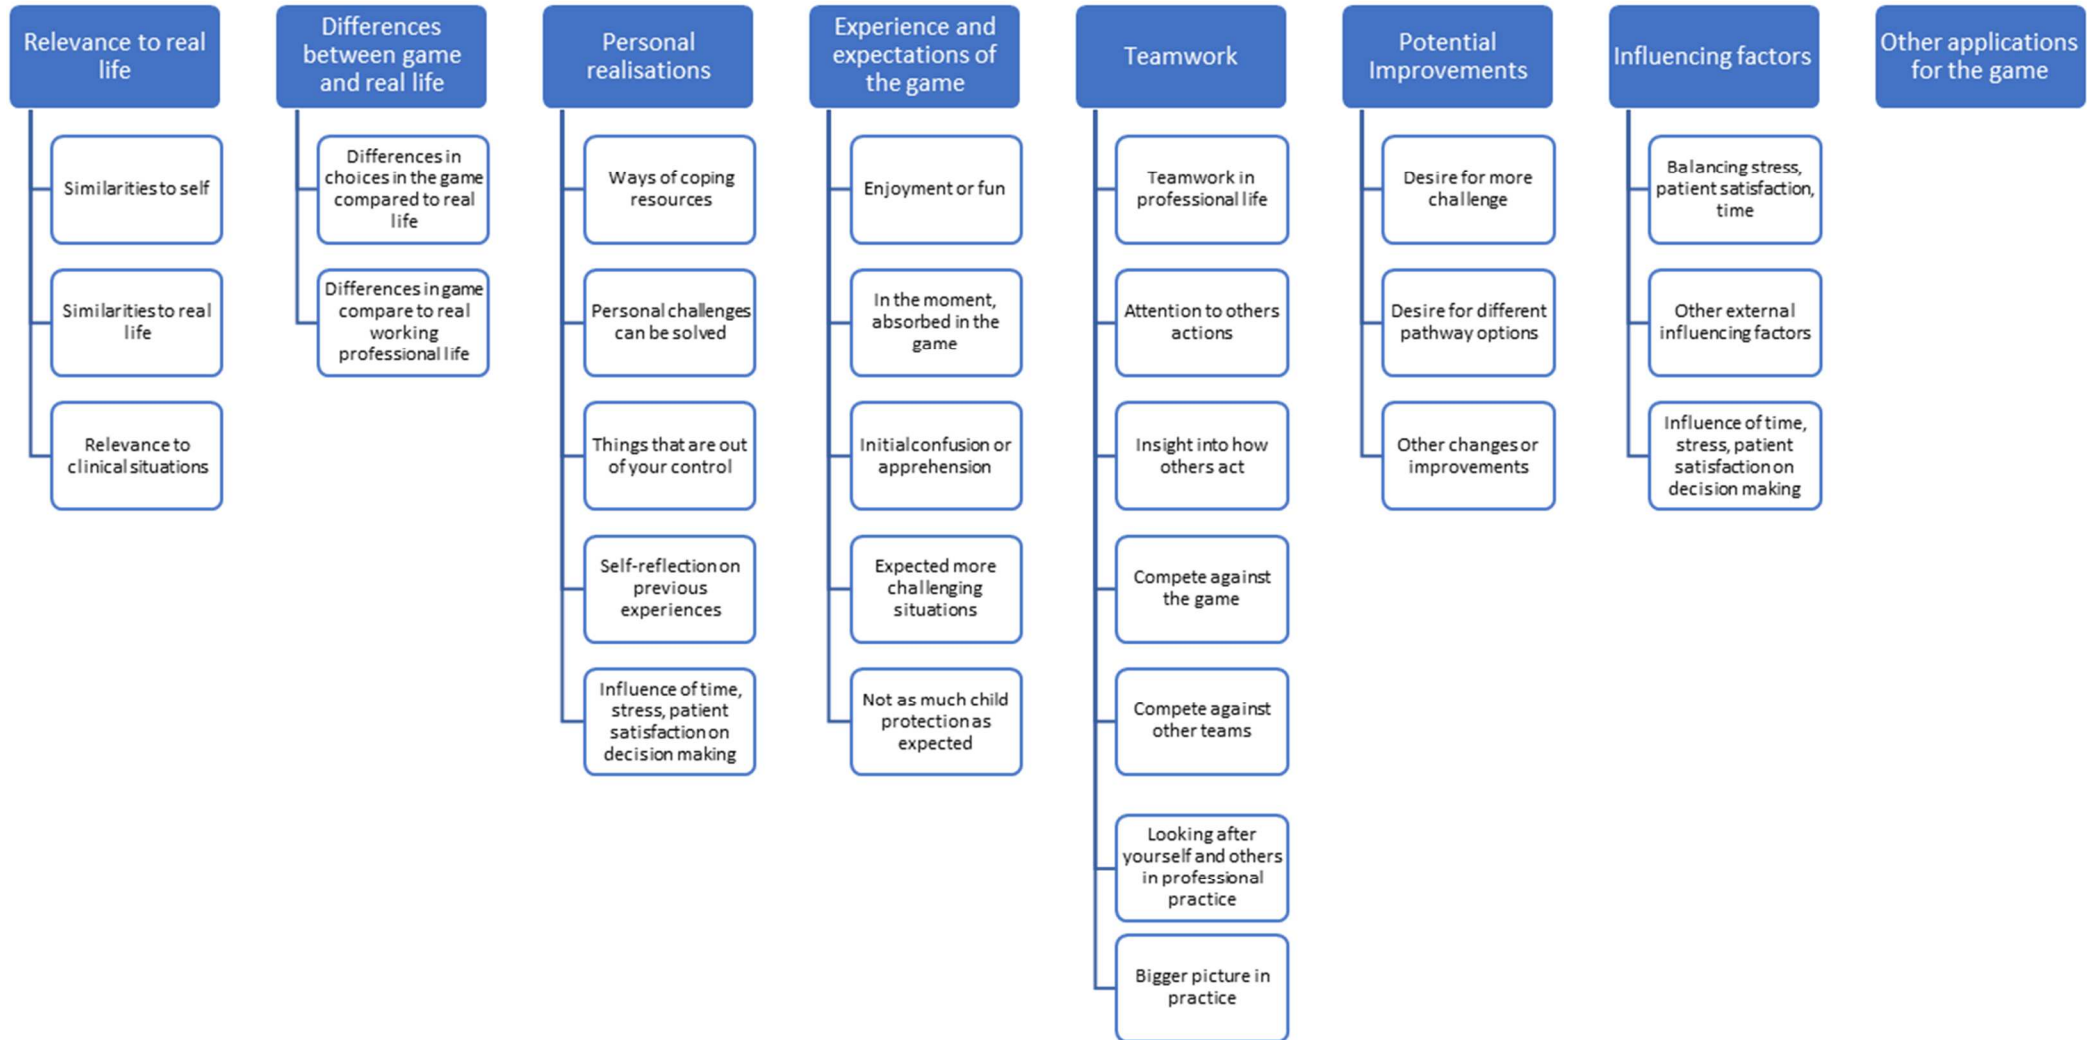 Relevance to real
life
Similarities to self
Similarities to real
life
Relevance to
clinical situations
Differences
between game
and real life
Differences in
choices in the game
compared to real
life
Differences in game
compare to real
working
professional life
Personal
realisations
Ways of coping
resources
Personal challenges
can be solved
Things that are out
of your control
Self-reflection on
previous
experiences
Influence of time,
stress, patient
satisfaction on
decision making
Experience and
expectations of
the game
Enjoyment or fun
In the moment,
absorbed in the
game
Initial confusion or
apprehension
Expected more
challenging
situations
Not as much child
protection as
expected
Teamwork
Teamwork in
professional life
Attention to others
actions
Insight into how
others act
Compete against
the game
Compete against
other teams
Looking after
yourself and others
in professional
practice
Bigger picture in
practice
Potential
Improvements
Desire for more
challenge
Desire for different
pathway options
Other changes or
improvements
Influencing factors
Balancing stress,
patient satisfaction,
time
Other external
influencing factors
Influence of time,
stress, patient
satisfaction on
decision making
Other applications
for the game